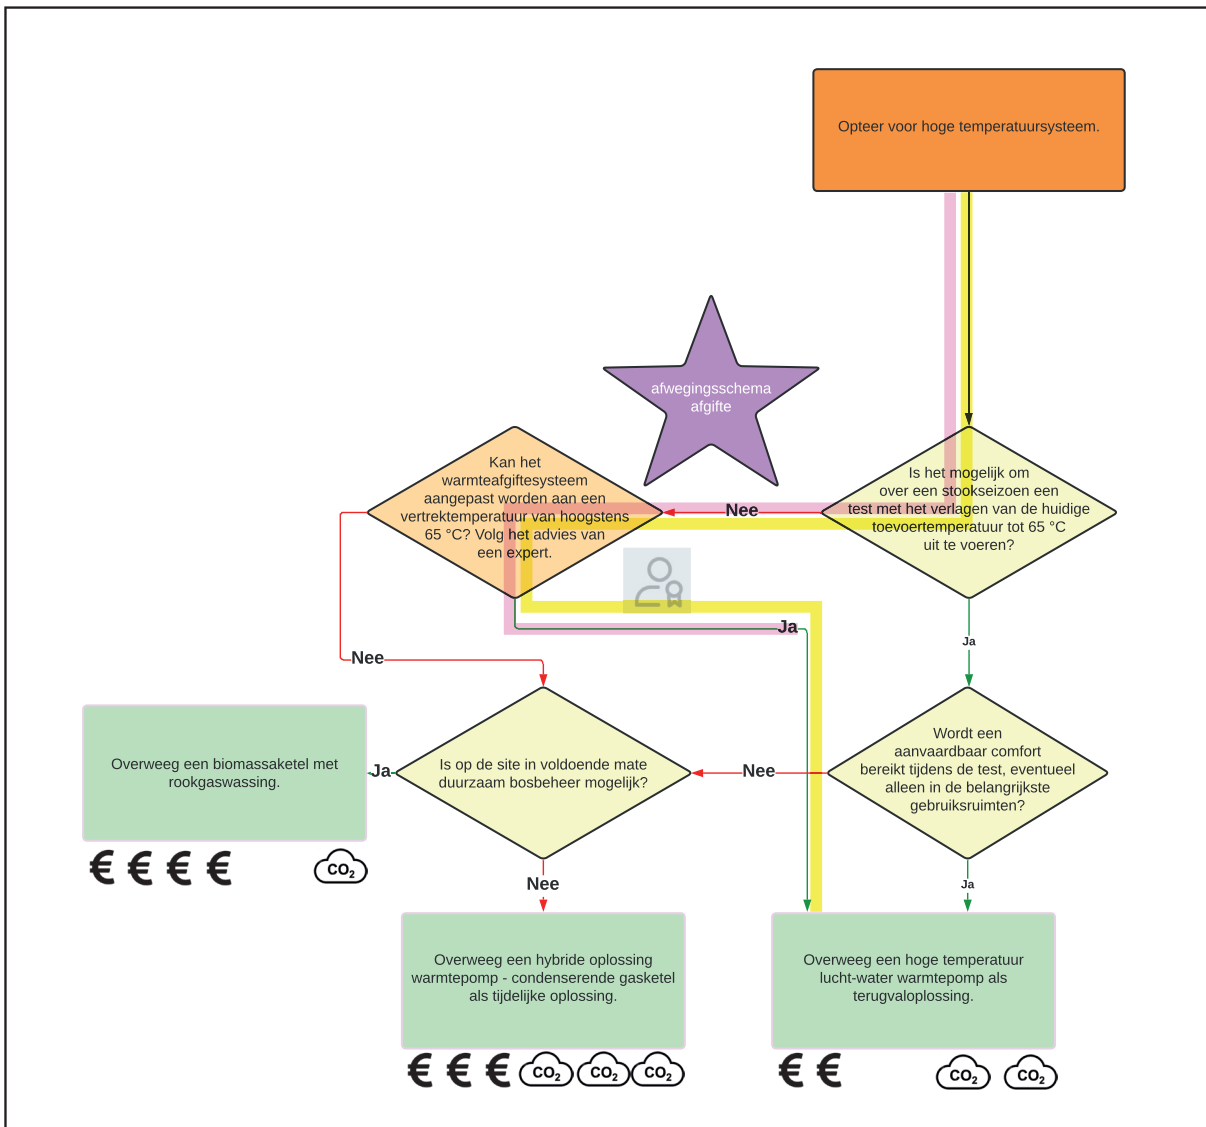 Opteer voor hoge temperatuursysteem.
afwegingsschema
afgifte
Kan het
warmteafgiftesysteem
aangepast worden aan een
vertrektemperatuur van hoogstens
65 °C? Volg het advies van
een expert.
Nee
Is het mogelijk om
over een stookseizoen een
test met het verlagen van de huidige
toevoertemperatuur tot 65 °C
uit te voeren?
Ja
Ja
Nee
Overweeg een biomassaketel met
rookgaswassing.
Ja
Is op de site in voldoende mate
duurzaam bosbeheer mogelijk?
Nee
Wordt een
aanvaardbaar comfort
bereikt tijdens de test, eventueel
alleen in de belangrijkste
gebruiksruimten?
€ € € € CO₂
Nee
Ja
Overweeg een hybride oplossing
warmtepomp - condenserende gasketel
als tijdelijke oplossing.
Overweeg een hoge temperatuur
lucht-water warmtepomp als
terugvaloplossing.
€ € € CO₂ CO₂ CO₂
€ € CO₂ CO₂